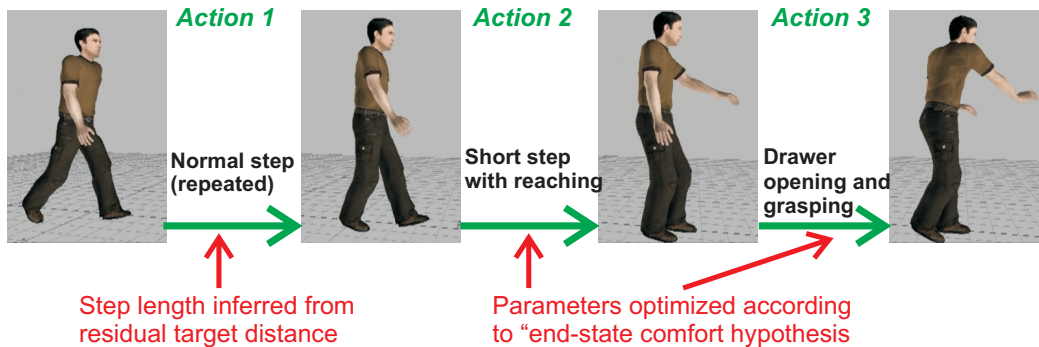 Action 1
Action 2
Action 3
Normal step
(repeated)
Short step
with reaching
Drawer
opening and
grasping
Step length inferred from
residual target distance
Parameters optimized according
to “end-state comfort hypothesis